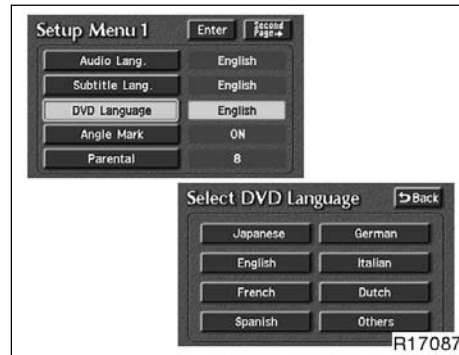 Setup Menu 1 Enter Second Page→
Audio Lang. English
Subtitle Lang. English
DVD Language English
Angle Mark ON
Parental 8
Select DVD Language Back
Japanese German
English Italian
French Dutch
Spanish Others
R17087